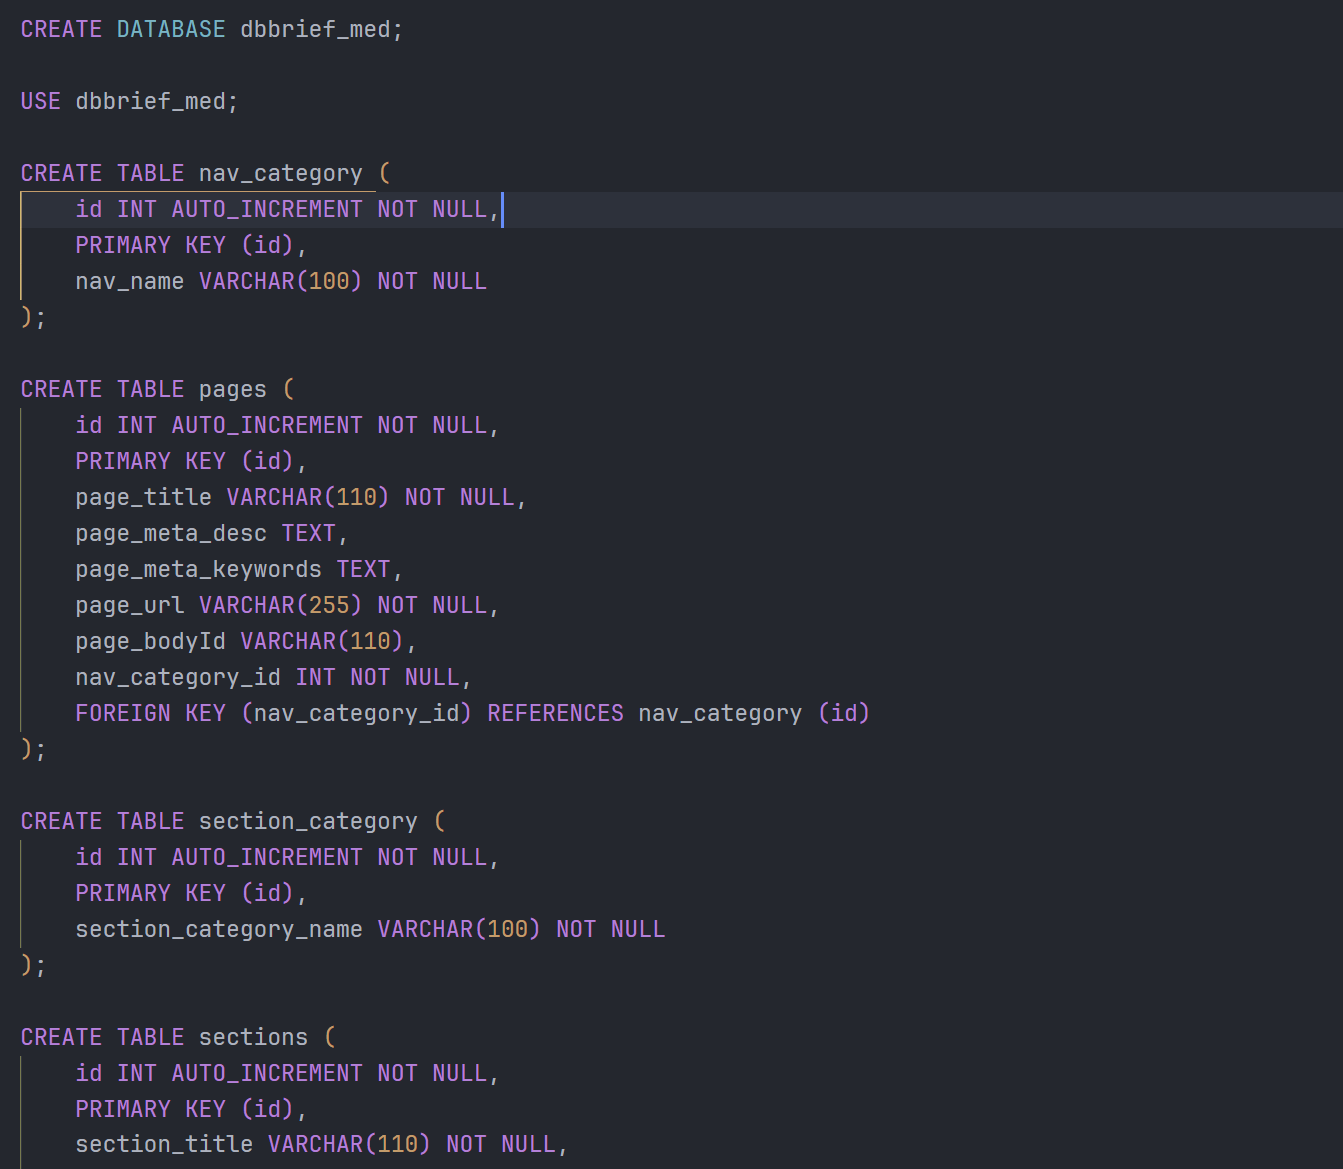 CREATE DATABASE dbbrief_med;
USE dbbrief_med;
CREATE TABLE nav_category (
    id INT AUTO_INCREMENT NOT NULL,
    PRIMARY KEY (id),
    nav_name VARCHAR(100) NOT NULL
);
CREATE TABLE pages (
    id INT AUTO_INCREMENT NOT NULL,
    PRIMARY KEY (id),
    page_title VARCHAR(110) NOT NULL,
    page_meta_desc TEXT,
    page_meta_keywords TEXT,
    page_url VARCHAR(255) NOT NULL,
    page_bodyId VARCHAR(110),
    nav_category_id INT NOT NULL,
    FOREIGN KEY (nav_category_id) REFERENCES nav_category (id)
);
CREATE TABLE section_category (
    id INT AUTO_INCREMENT NOT NULL,
    PRIMARY KEY (id),
    section_category_name VARCHAR(100) NOT NULL
);
CREATE TABLE sections (
    id INT AUTO_INCREMENT NOT NULL,
    PRIMARY KEY (id),
    section_title VARCHAR(110) NOT NULL,